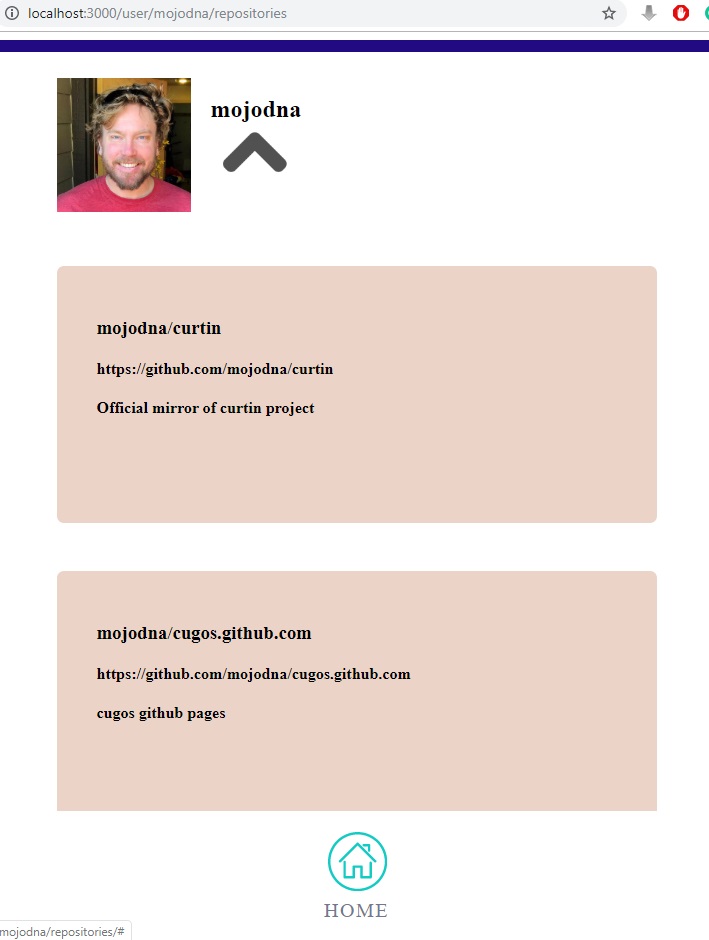 localhost:3000/user/mojodna/repositories
mojodna
mojodna/curtin
https://github.com/mojodna/curtin
Official mirror of curtin project
mojodna/cugos.github.com
https://github.com/mojodna/cugos.github.com
cugos github pages
HOME
mojodna/repositories/#